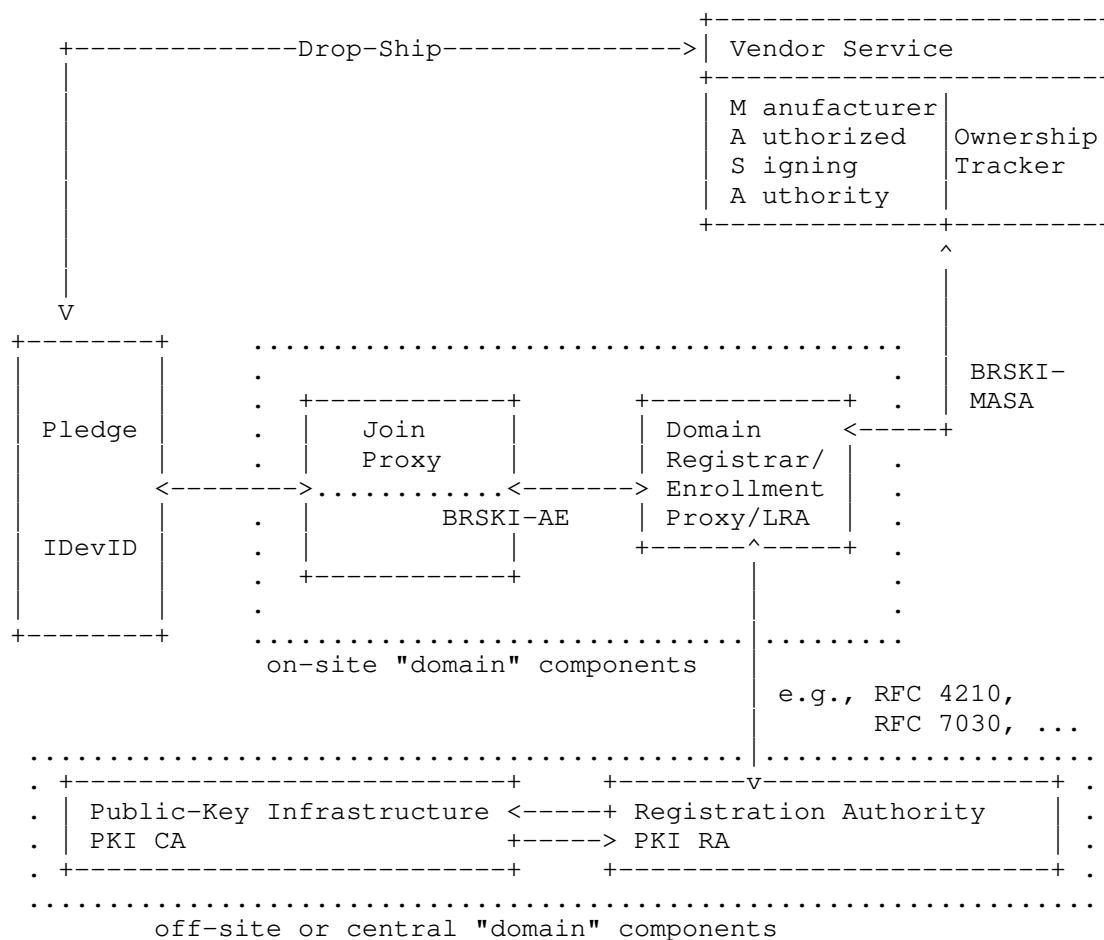 Drop-Ship
Vendor Service
M anufacturer
A uthorized
S igning
A uthority
Ownership
Tracker
V
BRSKI-
MASA
Pledge
Join
Proxy
Domain
Registrar/
Enrollment
Proxy/LRA
BRSKI-AE
IDevID
on-site "domain" components
e.g., RFC 4210,
RFC 7030, ...
v
Public-Key Infrastructure
PKI CA
Registration Authority
PKI RA
off-site or central "domain" components